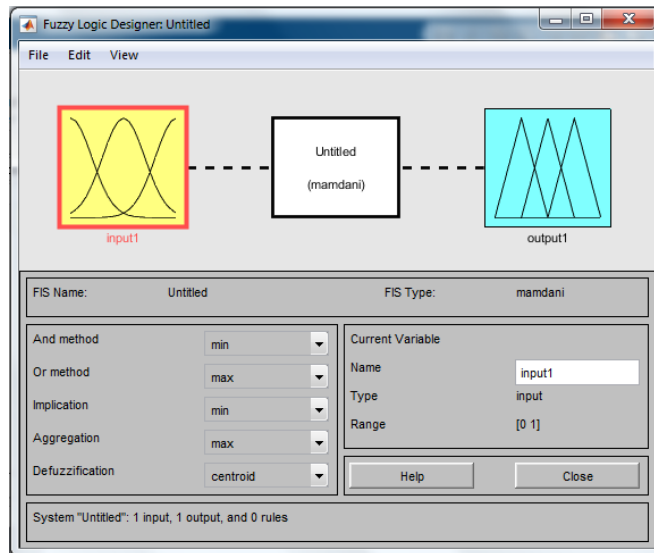 Fuzzy Logic Designer: Untitled
File Edit View
Untitled
(mamdani)
input1
output1
FIS Name: Untitled FIS Type: mamdani
And method min
Or method max
Implication min
Aggregation max
Defuzzification centroid
Current Variable
Name input1
Type input
Range [0 1]
Help Close
System "Untitled": 1 input, 1 output, and 0 rules